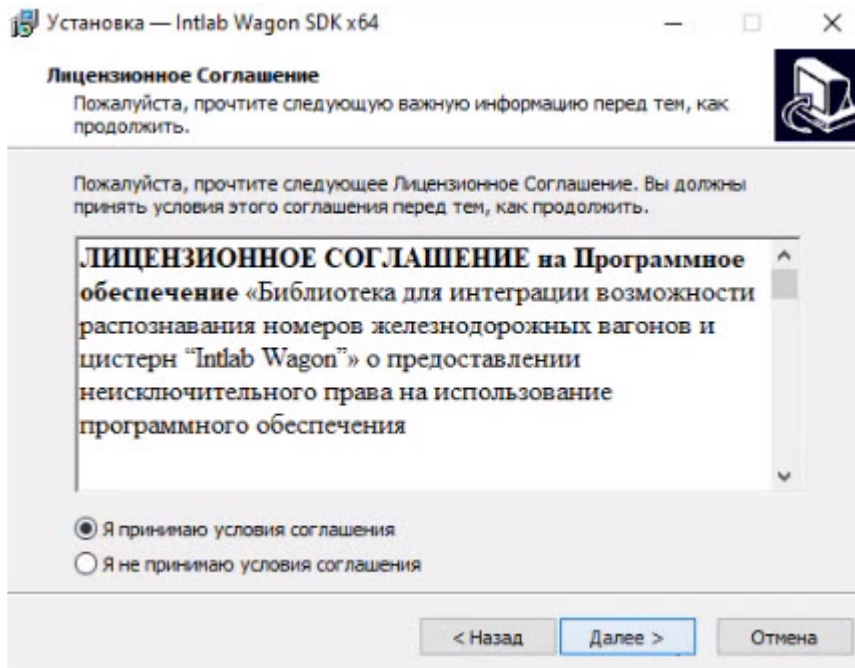 Установка — Intlab Wagon SDK x64
Лицензионное Соглашение
Пожалуйста, прочтите следующую важную информацию перед тем, как
продолжить.
Пожалуйста, прочтите следующее Лицензионное Соглашение. Вы должны
принять условия этого соглашения перед тем, как продолжить.
ЛИЦЕНЗИОННОЕ СОГЛАШЕНИЕ на Программное
обеспечение «Библиотека для интеграции возможности
распознавания номеров железнодорожных вагонов и
цистерн “Intlab Wagon”» о предоставлении
неисключительного права на использование
программного обеспечения
Я принимаю условия соглашения
Я не принимаю условия соглашения
< Назад Далее > Отмена